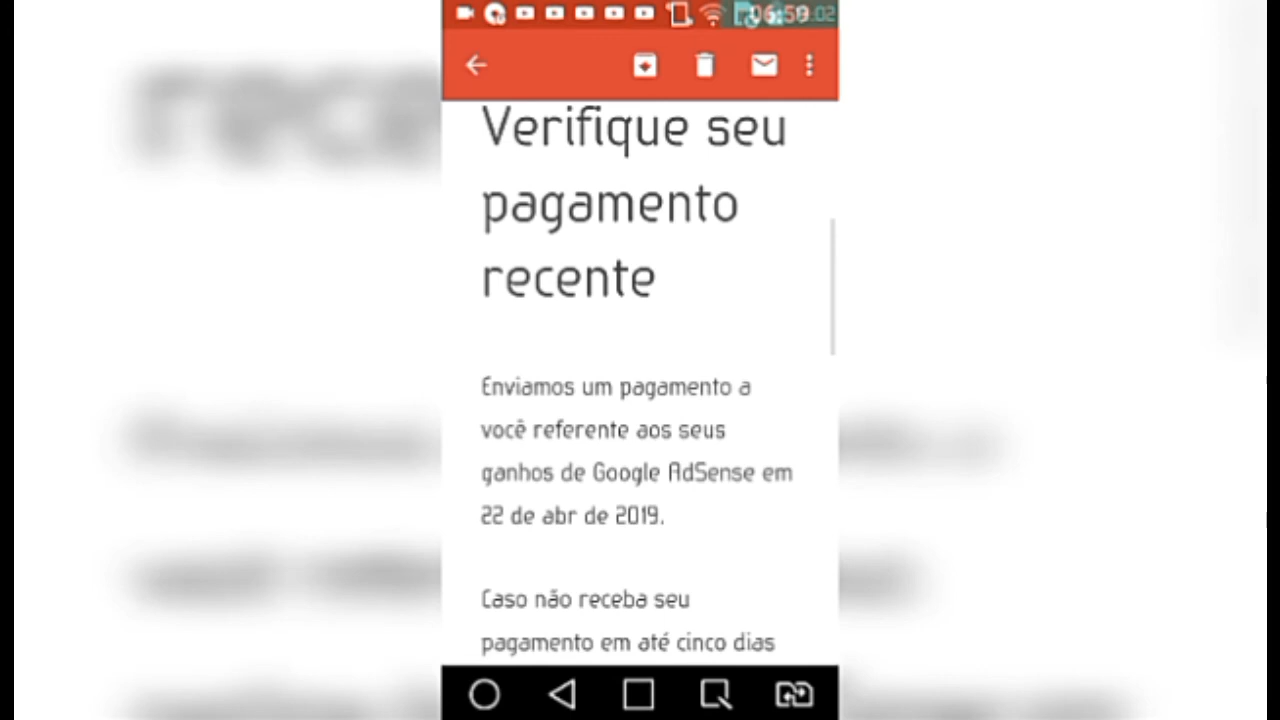 Verifique seu
pagamento
recente
Enviamos um pagamento a
você referente aos seus
ganhos de Google AdSense em
22 de abr de 2019.
Caso não receba seu
pagamento em até cinco dias